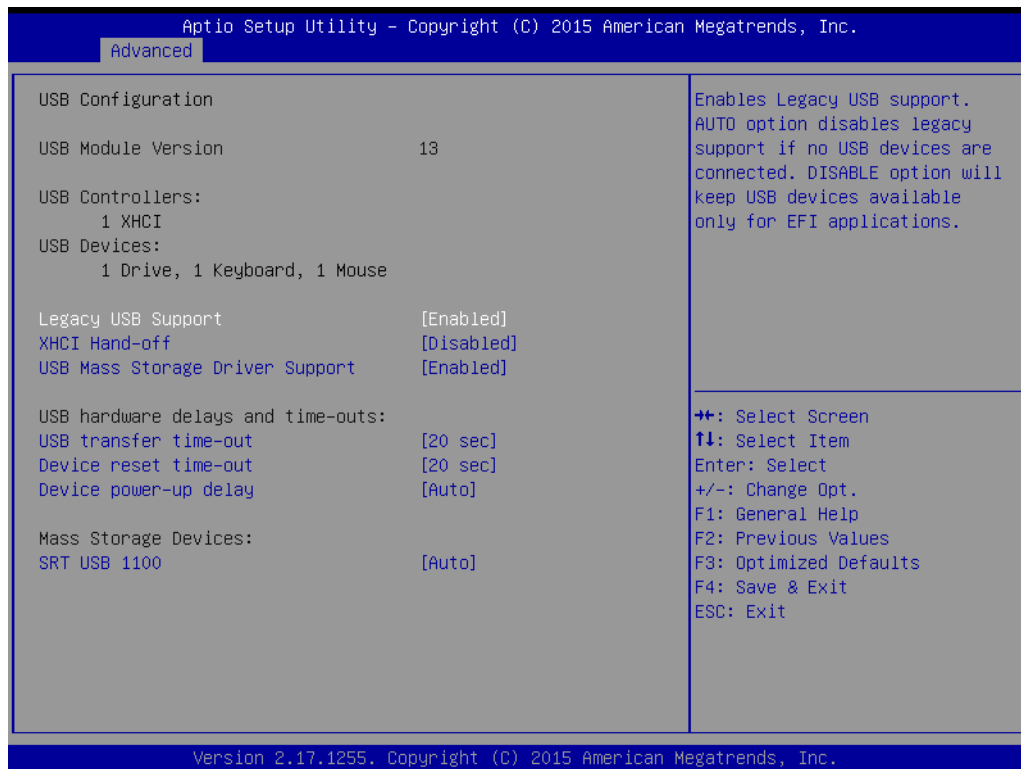 Aptio Setup Utility – Copyright (C) 2015 American Megatrends, Inc.
Advanced
USB Configuration
USB Module Version 13
USB Controllers:
1 XHCI
USB Devices:
1 Drive, 1 Keyboard, 1 Mouse
Legacy USB Support [Enabled]
XHCI Hand-off [Disabled]
USB Mass Storage Driver Support [Enabled]
USB hardware delays and time-outs:
USB transfer time-out [20 sec]
Device reset time-out [20 sec]
Device power-up delay [Auto]
Mass Storage Devices:
SRT USB 1100 [Auto]
Enables Legacy USB support.
AUTO option disables legacy
support if no USB devices are
connected. DISABLE option will
keep USB devices available
only for EFI applications.
→←: Select Screen
↑↓: Select Item
Enter: Select
+/-: Change Opt.
F1: General Help
F2: Previous Values
F3: Optimized Defaults
F4: Save & Exit
ESC: Exit
Version 2.17.1255. Copyright (C) 2015 American Megatrends, Inc.